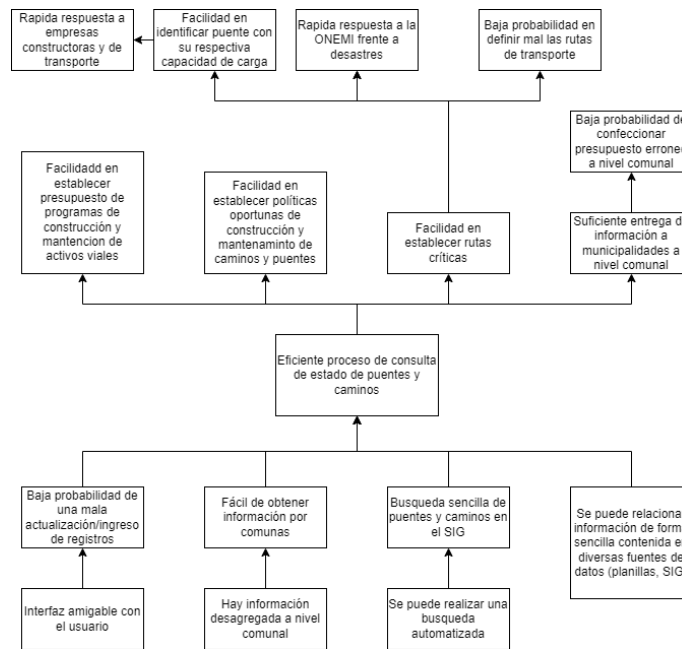 Rapida respuesta a
empresas
constructoras y de
transporte
Facilidad en
identificar puente con
su respectiva
capacidad de carga
Rapida respuesta a la
ONEMI frente a
desastres
Baja probabilidad en
definir mal las rutas
de transporte
Baja probabilidad de
confeccionar
presupuesto erroneo
a nivel comunal
Facilidadd en
establecer
presupuesto de
programas de
construcción y
mantencion de
activos viales
Facilidad en
establecer políticas
oportunas de
construcción y
mantenaminto de
caminos y puentes
Facilidad en
establecer rutas
críticas
Suficiente entrega de
información a
municipalidades a
nivel comunal
Eficiente proceso de consulta
de estado de puentes y
caminos
Baja probabilidad de
una mala
actualización/ingreso
de registros
Fácil de obtener
información por
comunas
Busqueda sencilla de
puentes y caminos en
el SIG
Se puede relacionar
información de forma
sencilla contenida en
diversas fuentes de
datos (planillas, SIG)
Interfaz amigable con
el usuario
Hay información
desagregada a nivel
comunal
Se puede realizar una
busqueda
automatizada